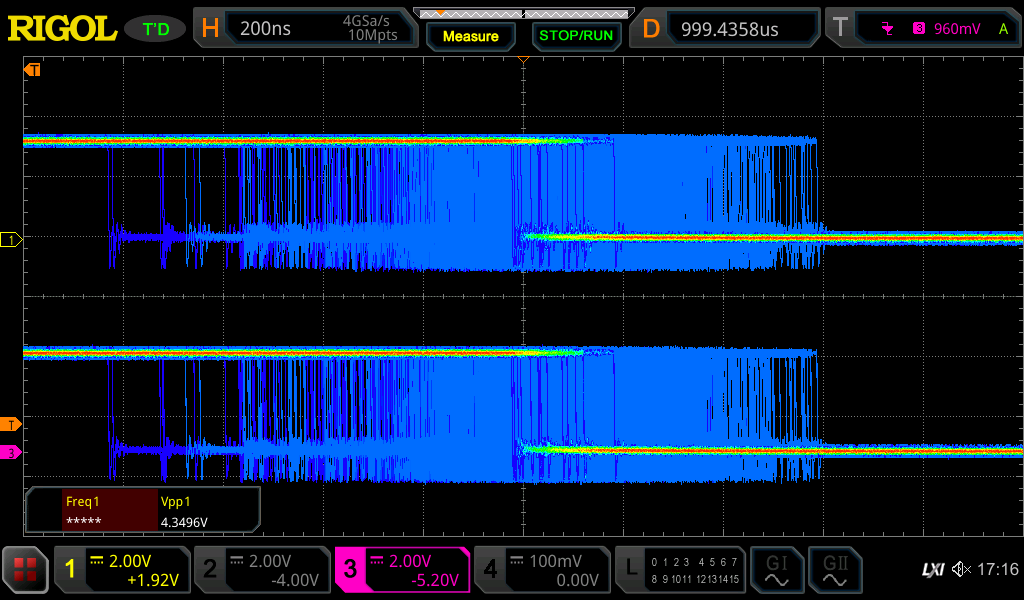 RIGOL T'D H 200ns 4GSa/s 10Mpts Measure STOP/RUN D 999.4358us T 3 960mV A
T
1
T
3
Freq1 Vpp1
***** 4.3496V
1 2.00V +1.92V 2 2.00V -4.00V 3 2.00V -5.20V 4 100mV 0.00V L 0 1 2 3 4 5 6 7 8 9 10 11 12 13 14 15 GI GII LXI 17:16